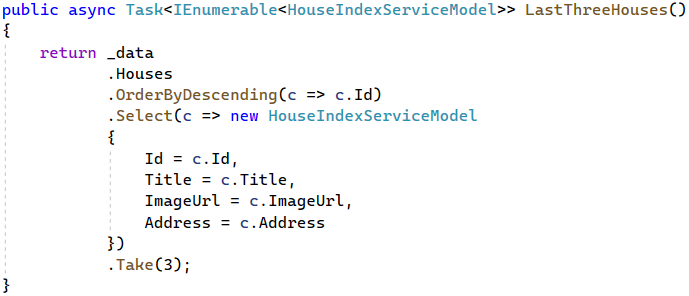 public async Task<IEnumerable<HouseIndexServiceModel>> LastThreeHouses()
{
    return _data
           .Houses
           .OrderByDescending(c => c.Id)
           .Select(c => new HouseIndexServiceModel
           {
               Id = c.Id,
               Title = c.Title,
               ImageUrl = c.ImageUrl,
               Address = c.Address
           })
           .Take(3);
}